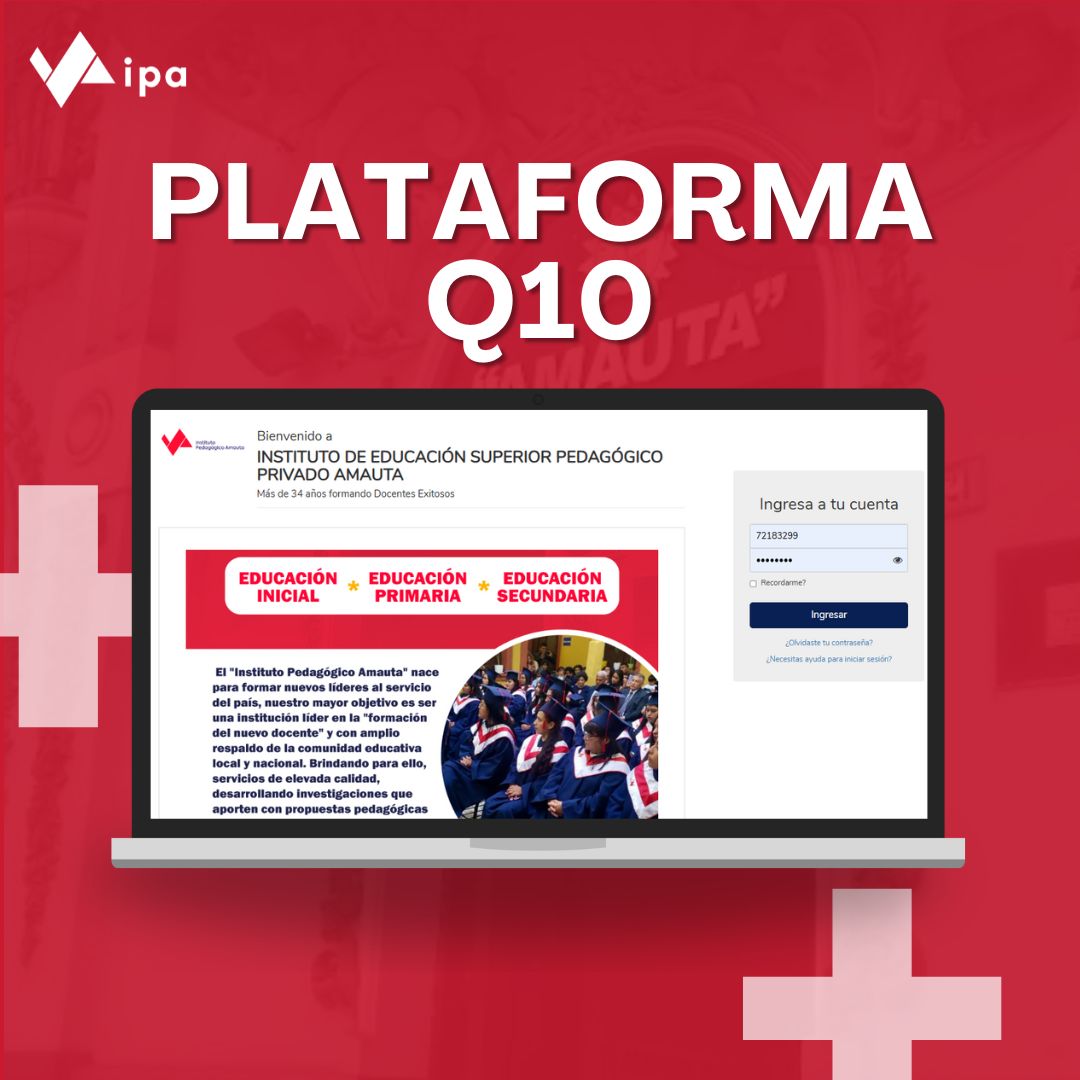 ipa
PLATAFORMA
Q10
"AMAUTA"
Instituto
Pedagógico Amauta
Bienvenido a
INSTITUTO DE EDUCACIÓN SUPERIOR PEDAGÓGICO
PRIVADO AMAUTA
Más de 34 años formando Docentes Exitosos
EDUCACIÓN INICIAL * EDUCACIÓN PRIMARIA * EDUCACIÓN SECUNDARIA
El "Instituto Pedagógico Amauta" nace
para formar nuevos líderes al servicio
del país, nuestro mayor objetivo es ser
una institución líder en la "formación
del nuevo docente" y con amplio
respaldo de la comunidad educativa
local y nacional. Brindando para ello,
servicios de elevada calidad,
desarrollando investigaciones que
aporten con propuestas pedagógicas
Ingresa a tu cuenta
72183299
••••••••
Recordarme?
Ingresar
¿Olvidaste tu contraseña?
¿Necesitas ayuda para iniciar sesión?